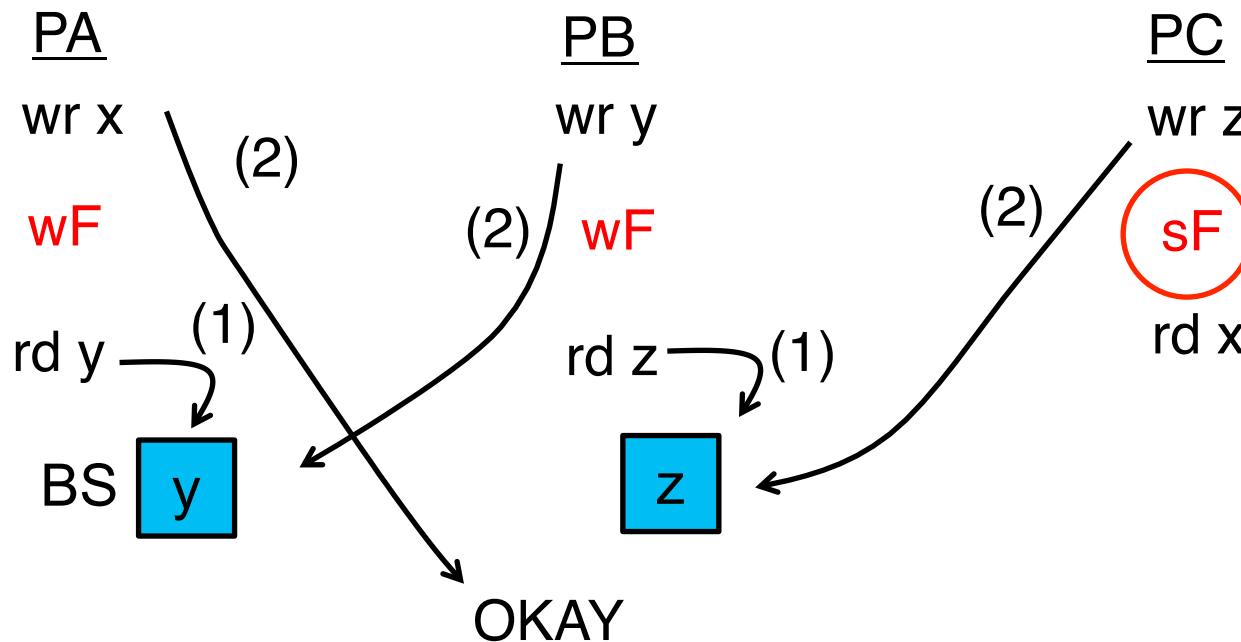 PA PB PC
wr x (2) wr y wr z
wF (2) wF (2) sF
rd y (1) rd z (1) rd x
BS y z
OKAY